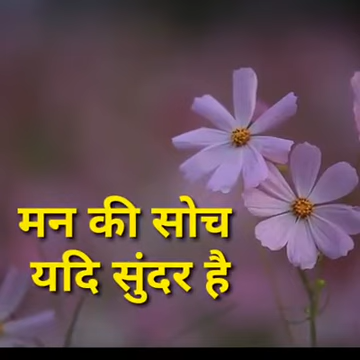 मन की सोच
यदि सुंदर है